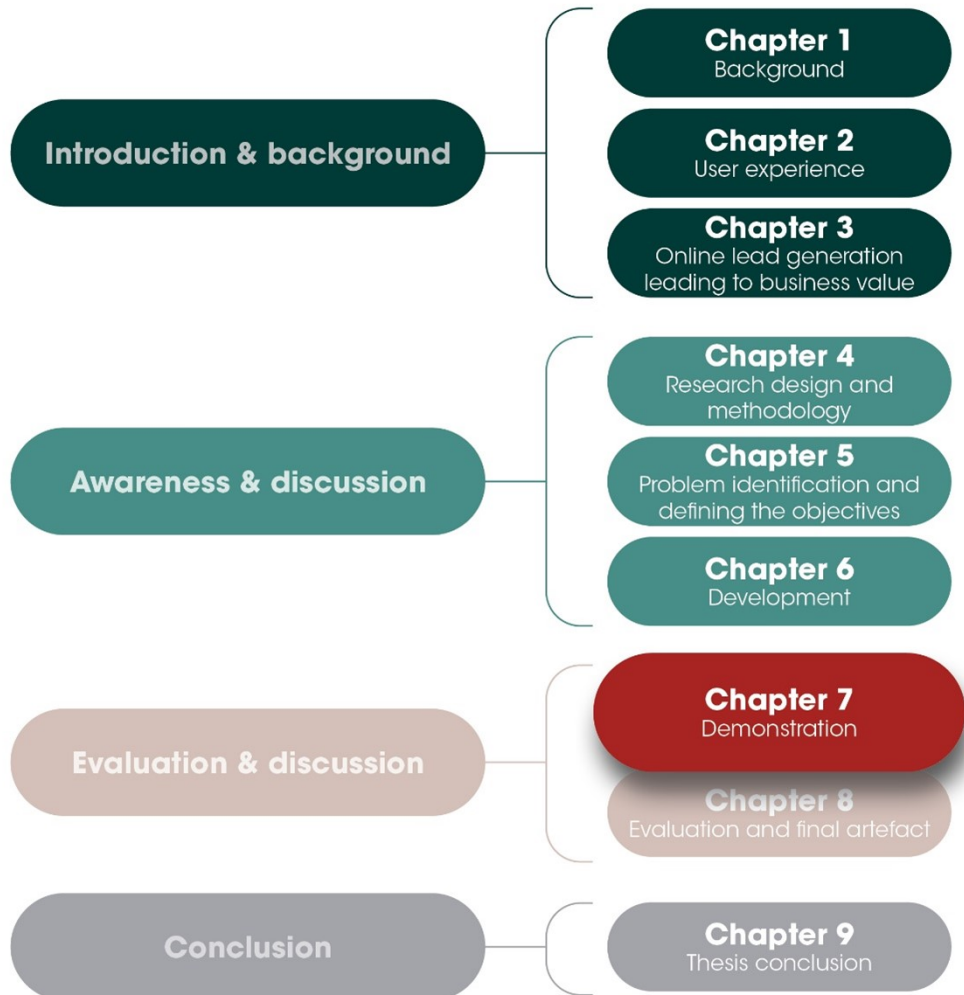 Introduction & background
Chapter 1
Background
Chapter 2
User experience
Chapter 3
Online lead generation
leading to business value
Awareness & discussion
Chapter 4
Research design and
methodology
Chapter 5
Problem identification and
defining the objectives
Chapter 6
Development
Evaluation & discussion
Chapter 7
Demonstration
Chapter 8
Evaluation and final artefact
Conclusion
Chapter 9
Thesis conclusion